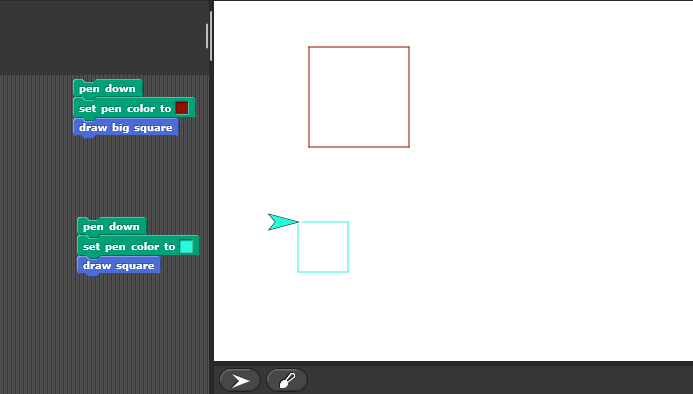 pen down
set pen color to
draw big square
pen down
set pen color to
draw square